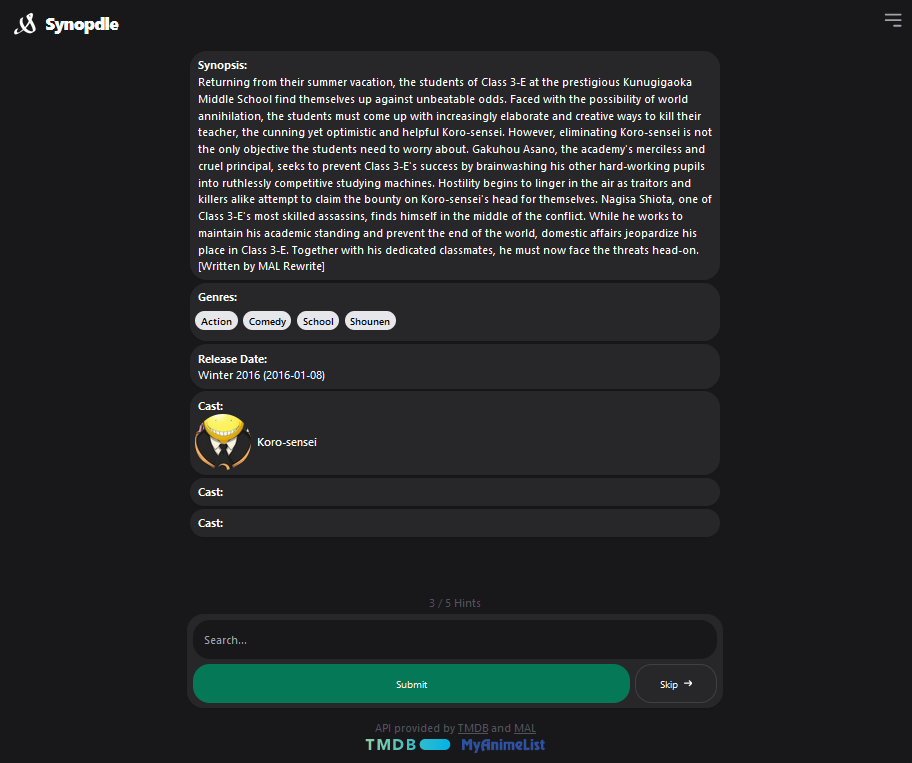 Synopdle
Synopsis:
Returning from their summer vacation, the students of Class 3-E at the prestigious Kunugigaoka
Middle School find themselves up against unbeatable odds. Faced with the possibility of world
annihilation, the students must come up with increasingly elaborate and creative ways to kill their
teacher, the cunning yet optimistic and helpful Koro-sensei. However, eliminating Koro-sensei is not
the only objective the students need to worry about. Gakuhou Asano, the academy's merciless and
cruel principal, seeks to prevent Class 3-E's success by brainwashing his other hard-working pupils
into ruthlessly competitive studying machines. Hostility begins to linger in the air as traitors and
killers alike attempt to claim the bounty on Koro-sensei's head for themselves. Nagisa Shiota, one of
Class 3-E's most skilled assassins, finds himself in the middle of the conflict. While he works to
maintain his academic standing and prevent the end of the world, domestic affairs jeopardize his
place in Class 3-E. Together with his dedicated classmates, he must now face the threats head-on.
[Written by MAL Rewrite]
Genres:
Action Comedy School Shounen
Release Date:
Winter 2016 (2016-01-08)
Cast:
Koro-sensei
Cast:
Cast:
3 / 5 Hints
Search...
Submit
Skip →
API provided by TMDB and MAL
TMDB MyAnimeList